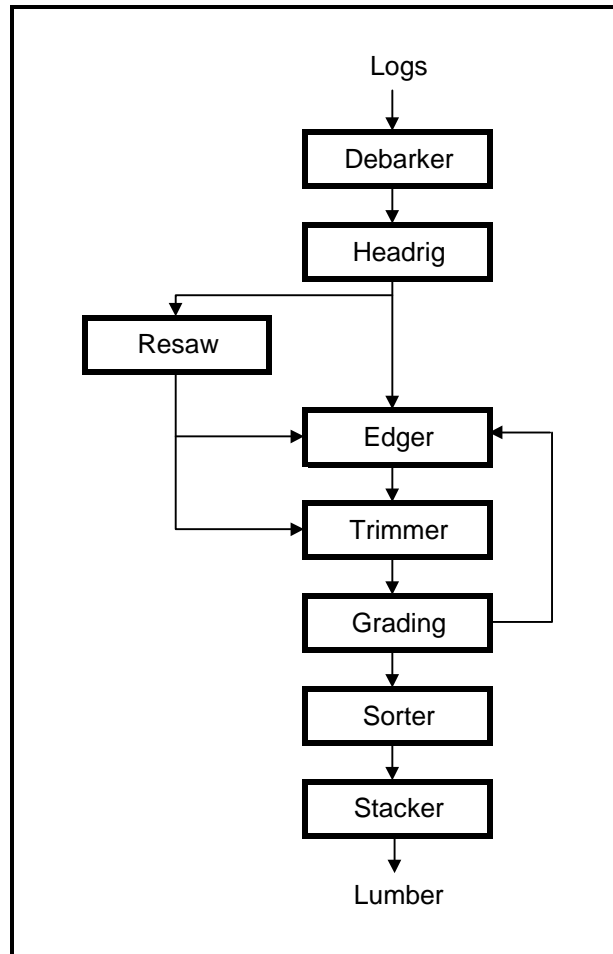 Logs
Debarker
Headrig
Resaw
Edger
Trimmer
Grading
Sorter
Stacker
Lumber